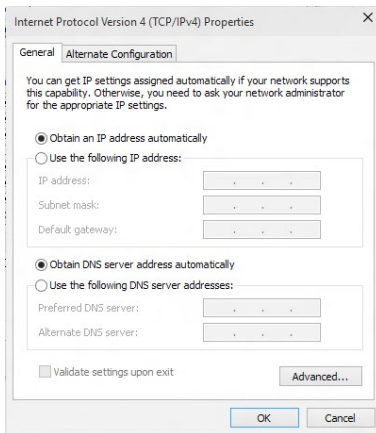 Internet Protocol Version 4 (TCP/IPv4) Properties
General
Alternate Configuration
You can get IP settings assigned automatically if your network supports
this capability. Otherwise, you need to ask your network administrator
for the appropriate IP settings.
Obtain an IP address automatically
Use the following IP address:
IP address:
Subnet mask:
Default gateway:
Obtain DNS server address automatically
Use the following DNS server addresses:
Preferred DNS server:
Alternate DNS server:
Validate settings upon exit
Advanced...
OK
Cancel